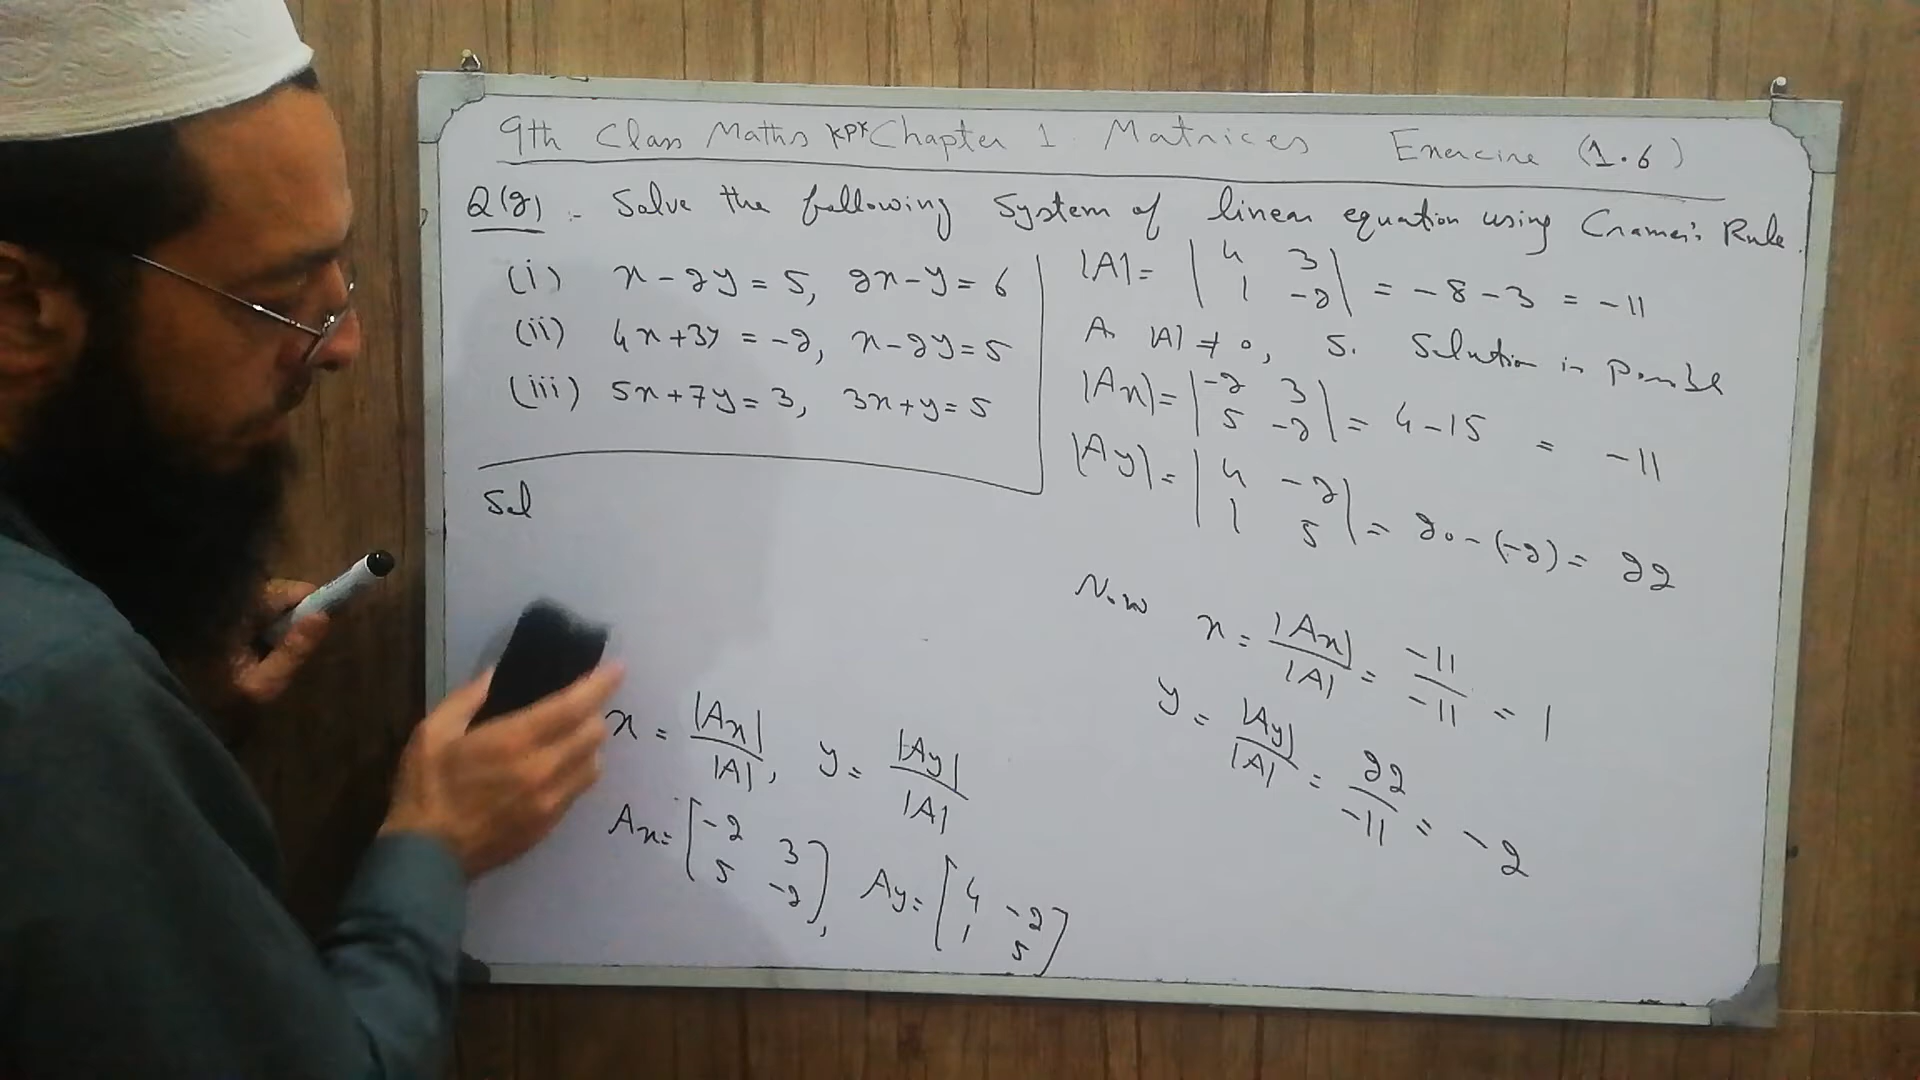 9th Class Maths KPK Chapter 1 Matrices Exercise (1.6)
Q(2) :- Solve the following System of linear equation using Cramer's Rule.
(i) x - 2y = 5, 2x - y = 6
(ii) 4x + 3y = -2, x - 2y = 5
(iii) 5x + 7y = 3, 3x + y = 5
Sol
x = |Ax| / |A|, y = |Ay| / |A|
Ax = [-2 3
5 -2], Ay = [4 -2
1 5]
|A| = |4 3
1 -2| = -8 - 3 = -11
As |A| ≠ 0, So Solution is Possible
|Ax| = |-2 3
5 -2| = 4 - 15 = -11
|Ay| = |4 -2
1 5| = 20 - (-2) = 22
Now x = |Ax| / |A| = -11 / -11 = 1
y = |Ay| / |A| = 22 / -11 = -2